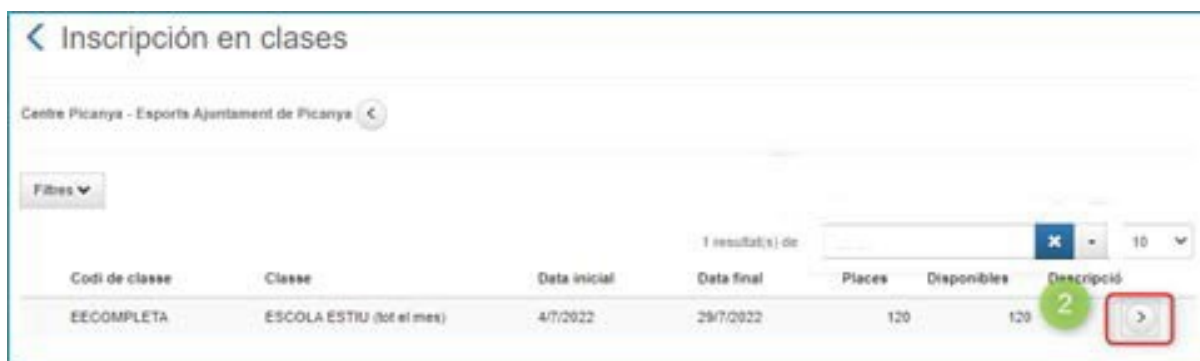 Inscripción en clases
Centre Picanya - Esports Ajuntament de Picanya
Filtres
1 resultat(s) de
10
Codi de classe Classe Data inicial Data final Places Disponibles Descripció
EECOMPLETA ESCOLA ESTIU (tot el mes) 4/7/2022 29/7/2022 120 120 2